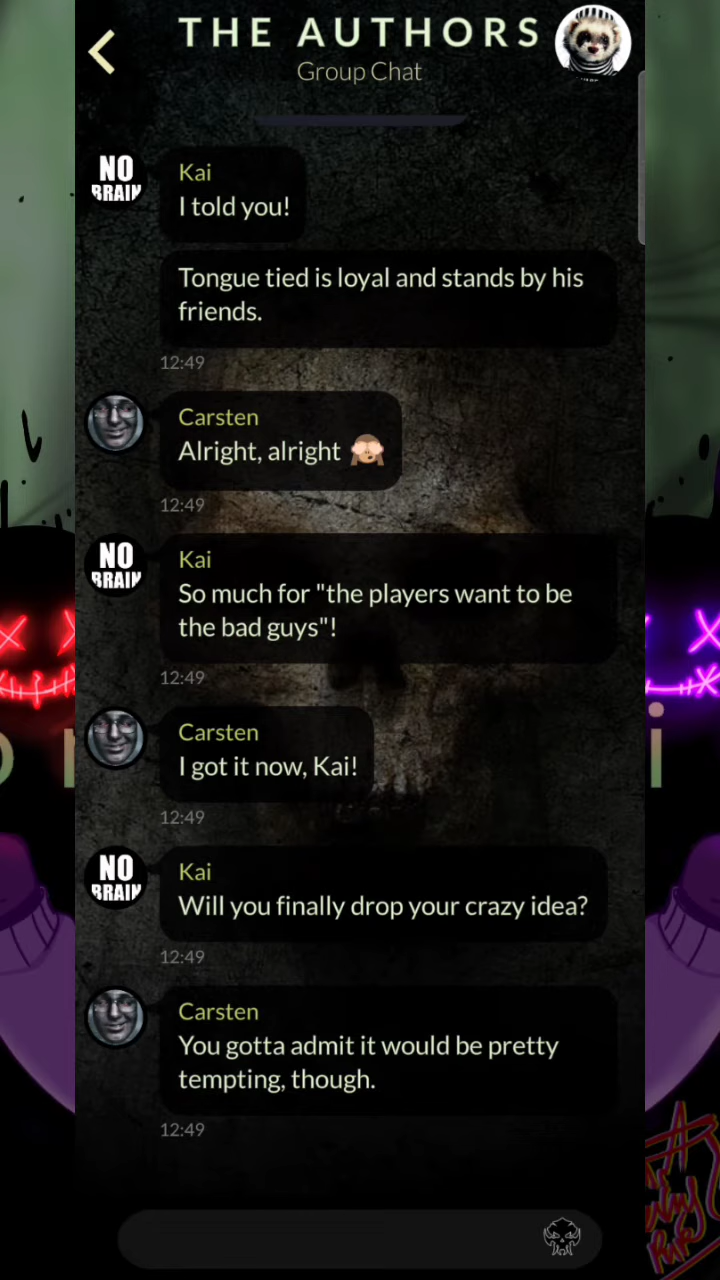 THE AUTHORS
Group Chat
NO
BRAIN
Kai
I told you!
Tongue tied is loyal and stands by his
friends.
12:49
Carsten
Alright, alright 🙈
12:49
NO
BRAIN
Kai
So much for "the players want to be
the bad guys"!
12:49
Carsten
I got it now, Kai!
12:49
NO
BRAIN
Kai
Will you finally drop your crazy idea?
12:49
Carsten
You gotta admit it would be pretty
tempting, though.
12:49